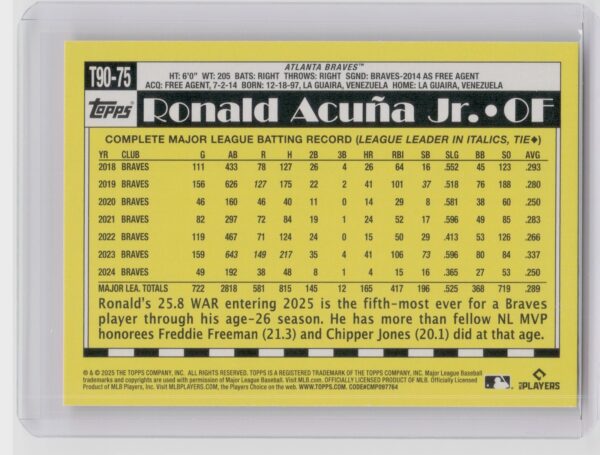 T90-75
ATLANTA BRAVES™
HT: 6'0" WT: 205 BATS: RIGHT THROWS: RIGHT SGND: BRAVES-2014 AS FREE AGENT
ACQ: FREE AGENT, 7-2-14 BORN: 12-18-97, LA GUAIRA, VENEZUELA HOME: LA GUAIRA, VENEZUELA
Topps Ronald Acuña Jr.•OF
COMPLETE MAJOR LEAGUE BATTING RECORD (LEAGUE LEADER IN ITALICS, TIE♦)
YR CLUB G AB R H 2B 3B HR RBI SB SLG BB SO AVG
2018 BRAVES 111 433 78 127 26 4 26 64 16 .552 45 123 .293
2019 BRAVES 156 626 127 175 22 2 41 101 37 .518 76 188 .280
2020 BRAVES 46 160 46 40 11 0 14 29 8 .581 38 60 .250
2021 BRAVES 82 297 72 84 19 1 24 52 17 .596 49 85 .283
2022 BRAVES 119 467 71 124 24 0 15 50 29 .413 53 126 .266
2023 BRAVES 159 643 149 217 35 4 41 106 73 .596 80 84 .337
2024 BRAVES 49 192 38 48 8 1 4 15 16 .365 27 53 .250
MAJOR LEA. TOTALS 722 2818 581 815 145 12 165 417 196 .525 368 719 .289
Ronald's 25.8 WAR entering 2025 is the fifth-most ever for a Braves
player through his age-26 season. He has more than fellow NL MVP
honorees Freddie Freeman (21.3) and Chipper Jones (20.1) did at that age.
® & © 2025 THE TOPPS COMPANY, INC. ALL RIGHTS RESERVED. TOPPS IS A REGISTERED TRADEMARK OF THE TOPPS COMPANY, INC. Major League Baseball
trademarks and copyrights are used with permission of Major League Baseball. Visit MLB.com. OFFICIALLY LICENSED PRODUCT OF MLB. Officially Licensed
Product of MLB Players, Inc. Visit MLBPLAYERS.com, the Players Choice on the web. WWW.TOPPS.COM. CODE#CMP097764
PLAYERS